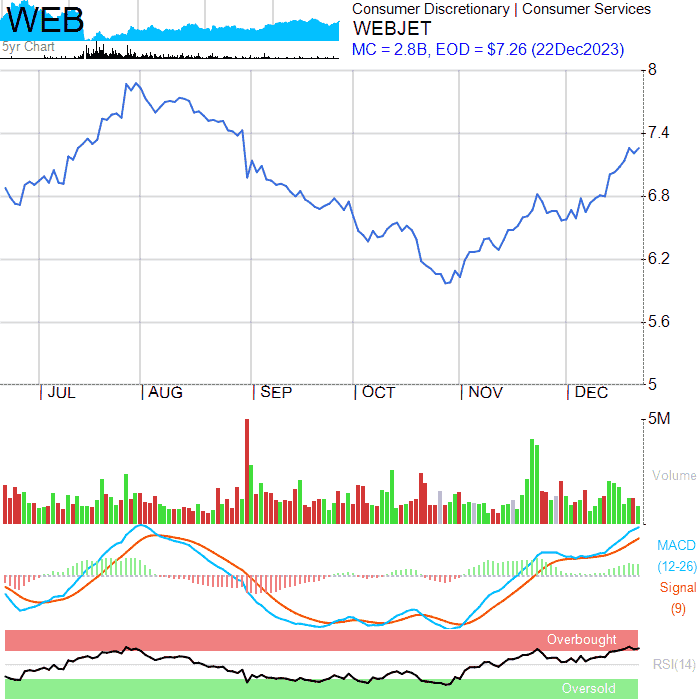 WEB
5yr Chart
Consumer Discretionary | Consumer Services
WEBJET
MC = 2.8B, EOD = $7.26 (22Dec2023)
8
7.4
6.8
6.2
5.6
5
JUL AUG SEP OCT NOV DEC
5M
Volume
MACD
(12-26)
Signal
(9)
Overbought
RSI(14)
Oversold